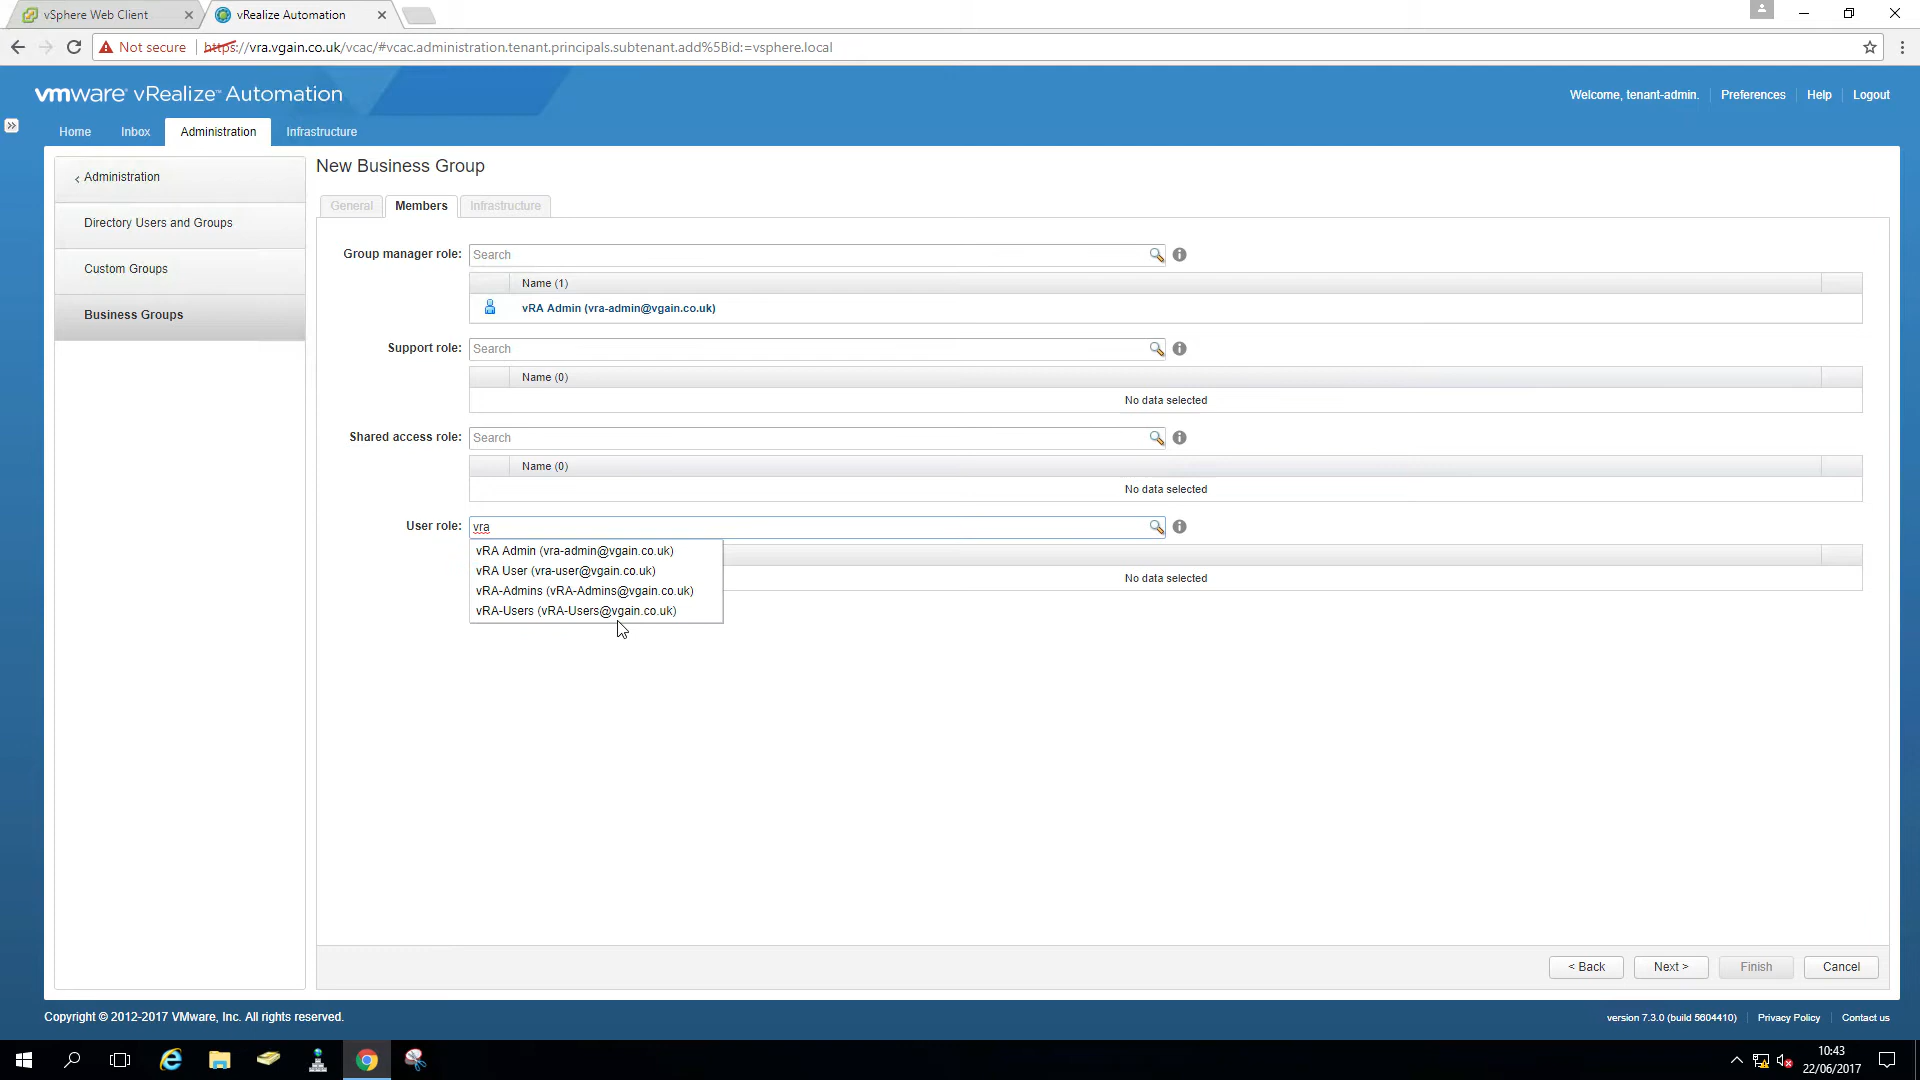 vSphere Web Client
vRealize Automation
Not secure
https://vra.vgain.co.uk/vcac/#vcac.administration.tenant.principals.subtenant.add%5Bid:=vsphere.local
vmware vRealize™ Automation
Welcome, tenant-admin.
Preferences
Help
Logout
Home
Inbox
Administration
Infrastructure
Administration
Directory Users and Groups
Custom Groups
Business Groups
New Business Group
General
Members
Infrastructure
Group manager role:
Search
Name (1)
vRA Admin (vra-admin@vgain.co.uk)
Support role:
Search
Name (0)
No data selected
Shared access role:
Search
Name (0)
No data selected
User role:
vra
vRA Admin (vra-admin@vgain.co.uk)
vRA User (vra-user@vgain.co.uk)
vRA-Admins (vRA-Admins@vgain.co.uk)
vRA-Users (vRA-Users@vgain.co.uk)
No data selected
< Back
Next >
Finish
Cancel
Copyright © 2012-2017 VMware, Inc. All rights reserved.
version 7.3.0 (build 5604410)
Privacy Policy
Contact us
10:43
22/06/2017